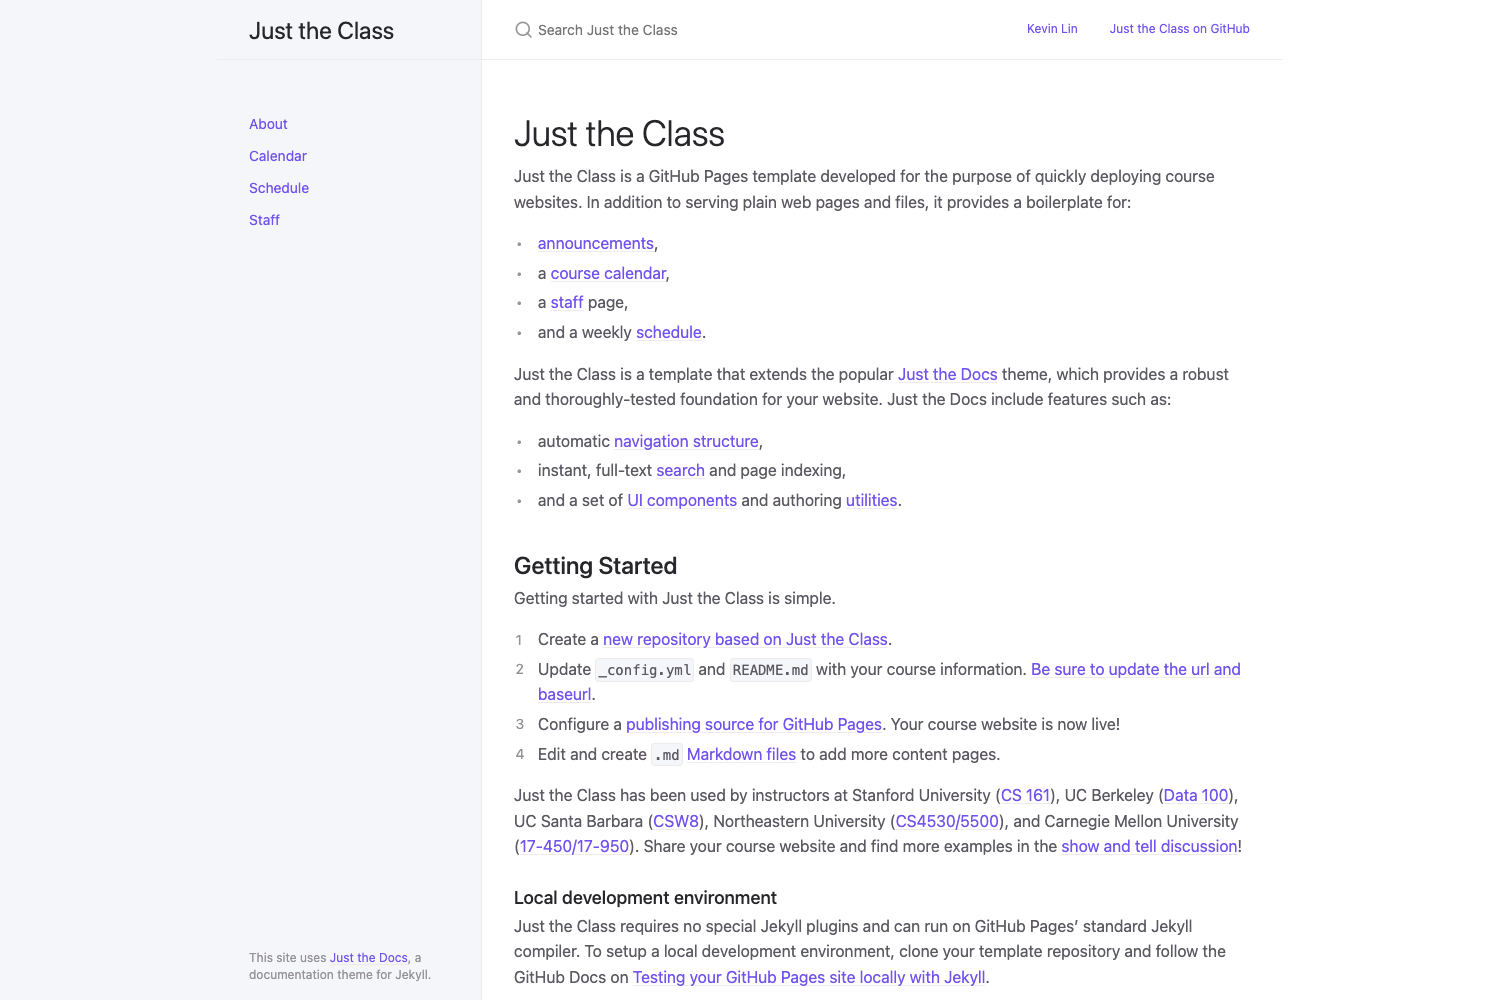 Just the Class
Search Just the Class
Kevin Lin
Just the Class on GitHub
About
Calendar
Schedule
Staff
Just the Class
Just the Class is a GitHub Pages template developed for the purpose of quickly deploying course
websites. In addition to serving plain web pages and files, it provides a boilerplate for:
• announcements,
• a course calendar,
• a staff page,
• and a weekly schedule.
Just the Class is a template that extends the popular Just the Docs theme, which provides a robust
and thoroughly-tested foundation for your website. Just the Docs include features such as:
• automatic navigation structure,
• instant, full-text search and page indexing,
• and a set of UI components and authoring utilities.
Getting Started
Getting started with Just the Class is simple.
1 Create a new repository based on Just the Class.
2 Update _config.yml and README.md with your course information. Be sure to update the url and
baseurl.
3 Configure a publishing source for GitHub Pages. Your course website is now live!
4 Edit and create .md Markdown files to add more content pages.
Just the Class has been used by instructors at Stanford University (CS 161), UC Berkeley (Data 100),
UC Santa Barbara (CSW8), Northeastern University (CS4530/5500), and Carnegie Mellon University
(17-450/17-950). Share your course website and find more examples in the show and tell discussion!
Local development environment
Just the Class requires no special Jekyll plugins and can run on GitHub Pages’ standard Jekyll
compiler. To setup a local development environment, clone your template repository and follow the
GitHub Docs on Testing your GitHub Pages site locally with Jekyll.
This site uses Just the Docs, a
documentation theme for Jekyll.